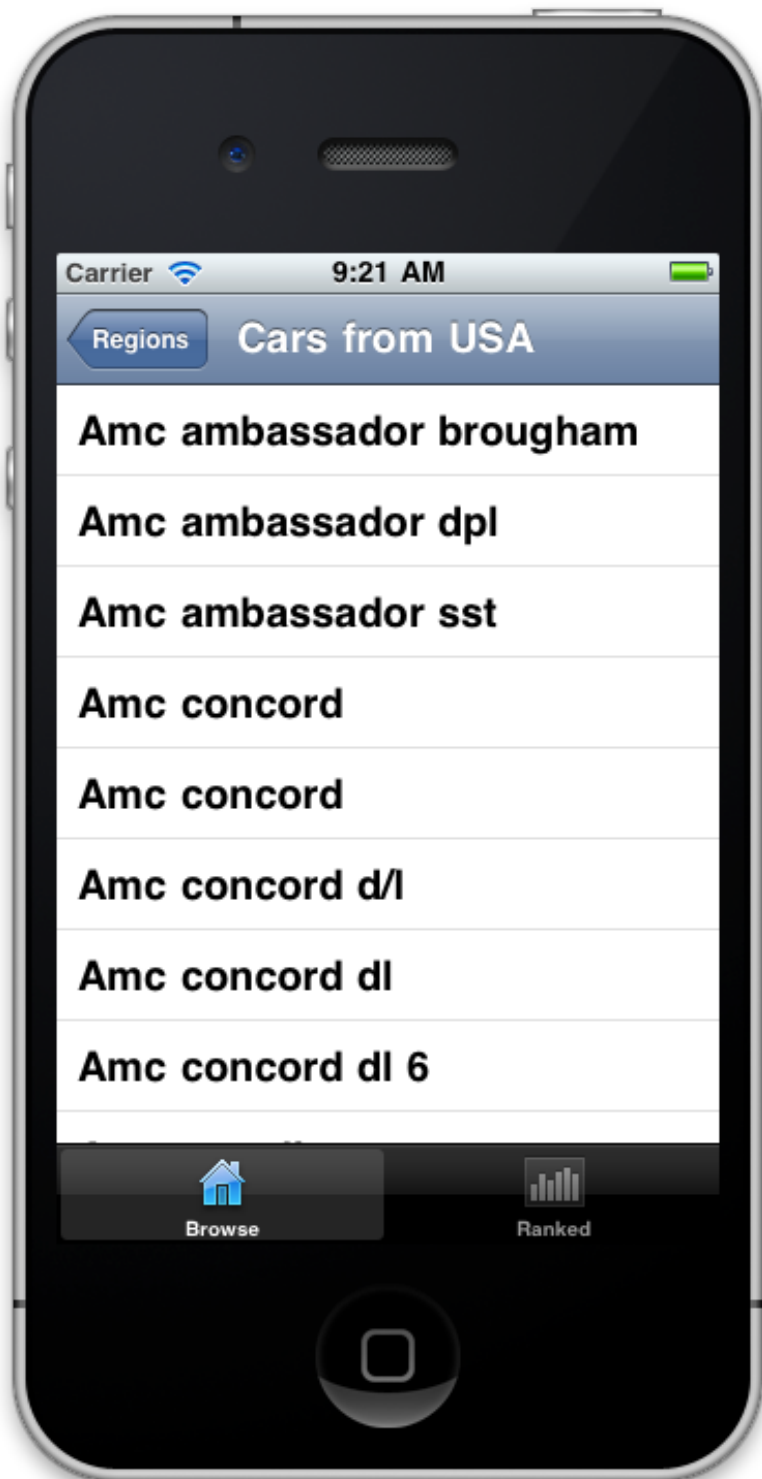 Carrier 9:21 AM
Regions Cars from USA
Amc ambassador brougham
Amc ambassador dpl
Amc ambassador sst
Amc concord
Amc concord
Amc concord d/l
Amc concord dl
Amc concord dl 6
Browse Ranked